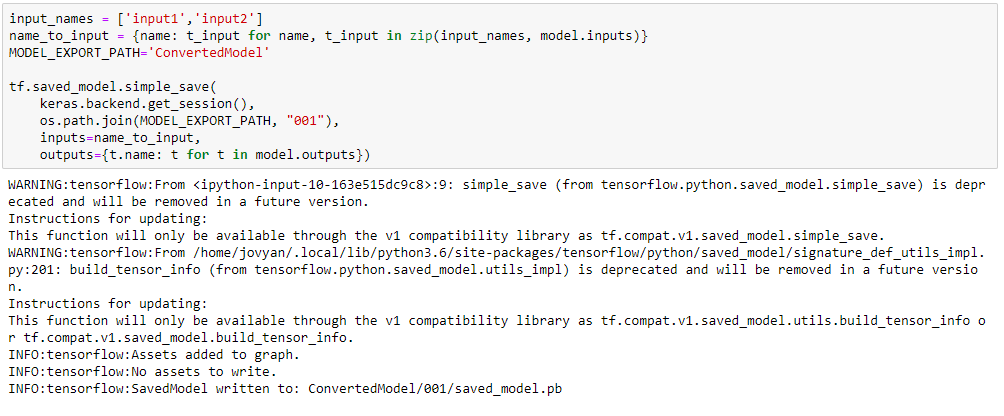 input_names = ['input1','input2']
name_to_input = {name: t_input for name, t_input in zip(input_names, model.inputs)}
MODEL_EXPORT_PATH='ConvertedModel'

tf.saved_model.simple_save(
    keras.backend.get_session(),
    os.path.join(MODEL_EXPORT_PATH, "001"),
    inputs=name_to_input,
    outputs={t.name: t for t in model.outputs})
WARNING:tensorflow:From <ipython-input-10-163e515dc9c8>:9: simple_save (from tensorflow.python.saved_model.simple_save) is depr
ecated and will be removed in a future version.
Instructions for updating:
This function will only be available through the v1 compatibility library as tf.compat.v1.saved_model.simple_save.
WARNING:tensorflow:From /home/jovyan/.local/lib/python3.6/site-packages/tensorflow/python/saved_model/signature_def_utils_impl.
py:201: build_tensor_info (from tensorflow.python.saved_model.utils_impl) is deprecated and will be removed in a future versio
n.
Instructions for updating:
This function will only be available through the v1 compatibility library as tf.compat.v1.saved_model.utils.build_tensor_info o
r tf.compat.v1.saved_model.build_tensor_info.
INFO:tensorflow:Assets added to graph.
INFO:tensorflow:No assets to write.
INFO:tensorflow:SavedModel written to: ConvertedModel/001/saved_model.pb